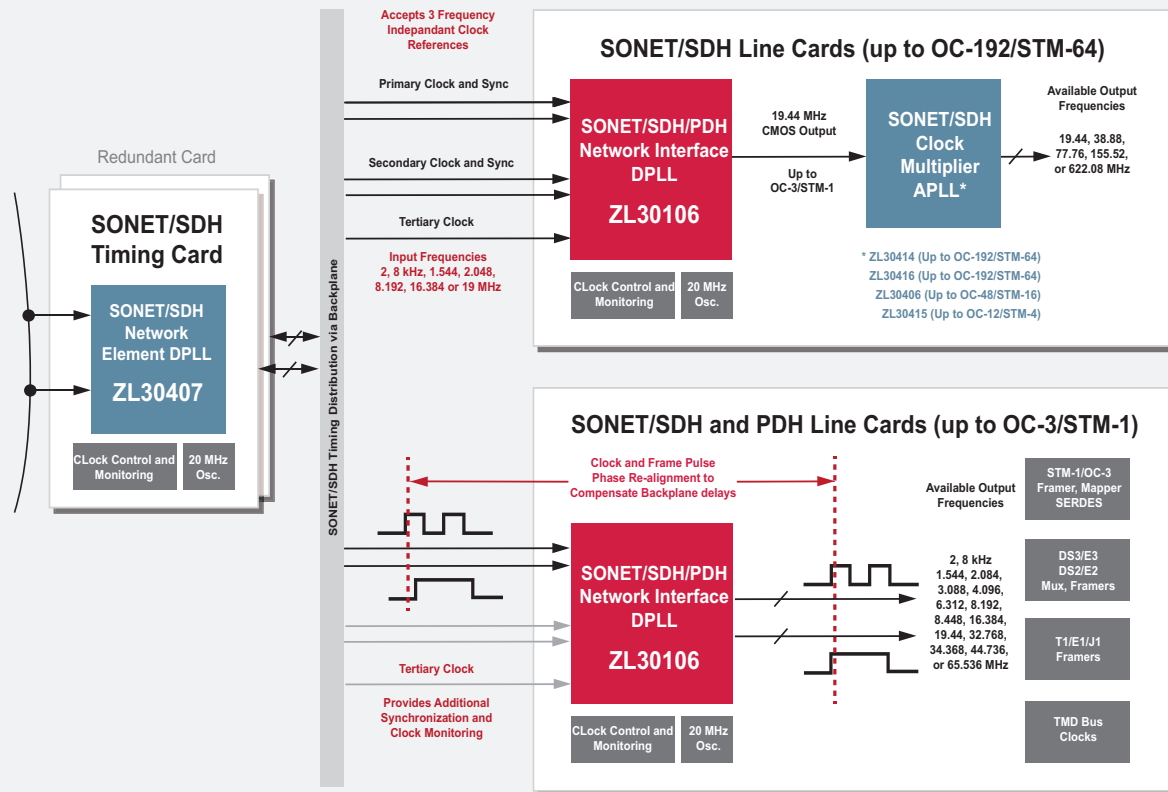 Redundant Card
SONET/SDH
Timing Card
SONET/SDH
Network
Element DPLL
ZL30407
CLock Control and
Monitoring
20 MHz
Osc.
SONET/SDH Timing Distribution via Backplane
Accepts 3 Frequency
Independant Clock
References
Primary Clock and Sync
Secondary Clock and Sync
Tertiary Clock
Input Frequencies
2, 8 kHz, 1.544, 2.048,
8.192, 16.384 or 19 MHz
SONET/SDH Line Cards (up to OC-192/STM-64)
SONET/SDH/PDH
Network Interface
DPLL
ZL30106
CLock Control and
Monitoring
20 MHz
Osc.
19.44 MHz
CMOS Output
Up to
OC-3/STM-1
SONET/SDH
Clock
Multiplier
APLL*
Available Output
Frequencies
19.44, 38.88,
77.76, 155.52,
or 622.08 MHz
* ZL30414 (Up to OC-192/STM-64)
ZL30416 (Up to OC-192/STM-64)
ZL30406 (Up to OC-48/STM-16)
ZL30415 (Up to OC-12/STM-4)
SONET/SDH and PDH Line Cards (up to OC-3/STM-1)
Clock and Frame Pulse
Phase Re-alignment to
Compensate Backplane delays
Tertiary Clock
Provides Additional
Synchronization and
Clock Monitoring
SONET/SDH/PDH
Network Interface
DPLL
ZL30106
CLock Control and
Monitoring
20 MHz
Osc.
Available Output
Frequencies
2, 8 kHz
1.544, 2.084,
3.088, 4.096,
6.312, 8.192,
8.448, 16.384,
19.44, 32.768,
34.368, 44.736,
or 65.536 MHz
STM-1/OC-3
Framer, Mapper
SERDES
DS3/E3
DS2/E2
Mux, Framers
T1/E1/J1
Framers
TMD Bus
Clocks